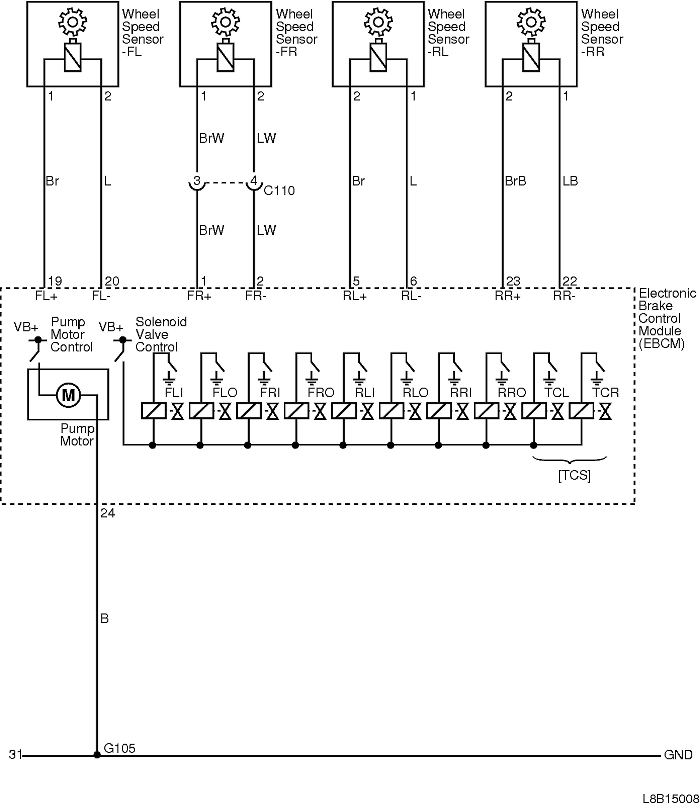 Wheel
Speed
Sensor
-FL
Wheel
Speed
Sensor
-FR
Wheel
Speed
Sensor
-RL
Wheel
Speed
Sensor
-RR
1 2 1 2 2 1 2 1
BrW LW
3 4
C110
Br L Br L BrB LB
BrW LW
19 20 1 2 5 6 23 22
FL+ FL- FR+ FR- RL+ RL- RR+ RR-
Electronic
Brake
Control
Module
(EBCM)
VB+
Pump
Motor
Control
VB+
Solenoid
Valve
Control
FLI FLO FRI FRO RLI RLO RRI RRO TCL TCR
M
Pump
Motor
[TCS]
24
B
31 G105 GND
L8B15008